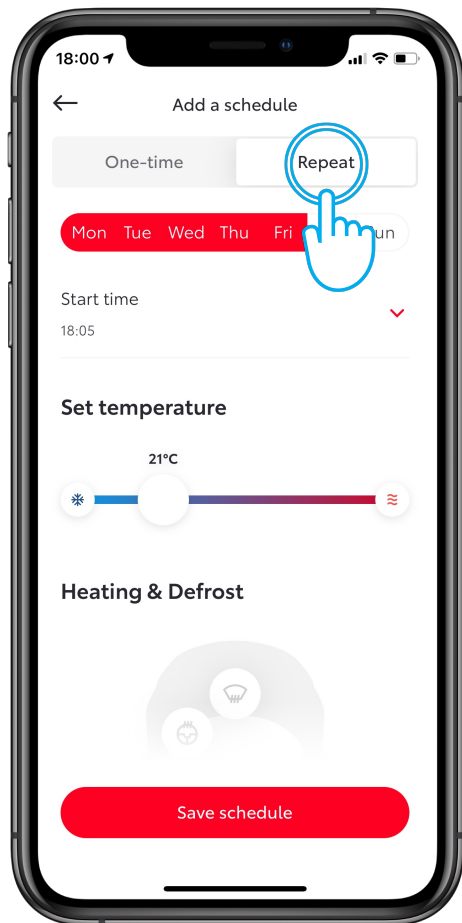 18:00
Add a schedule
One-time Repeat
Mon Tue Wed Thu Fri un
Start time
18:05
Set temperature
21°C
Heating & Defrost
Save schedule